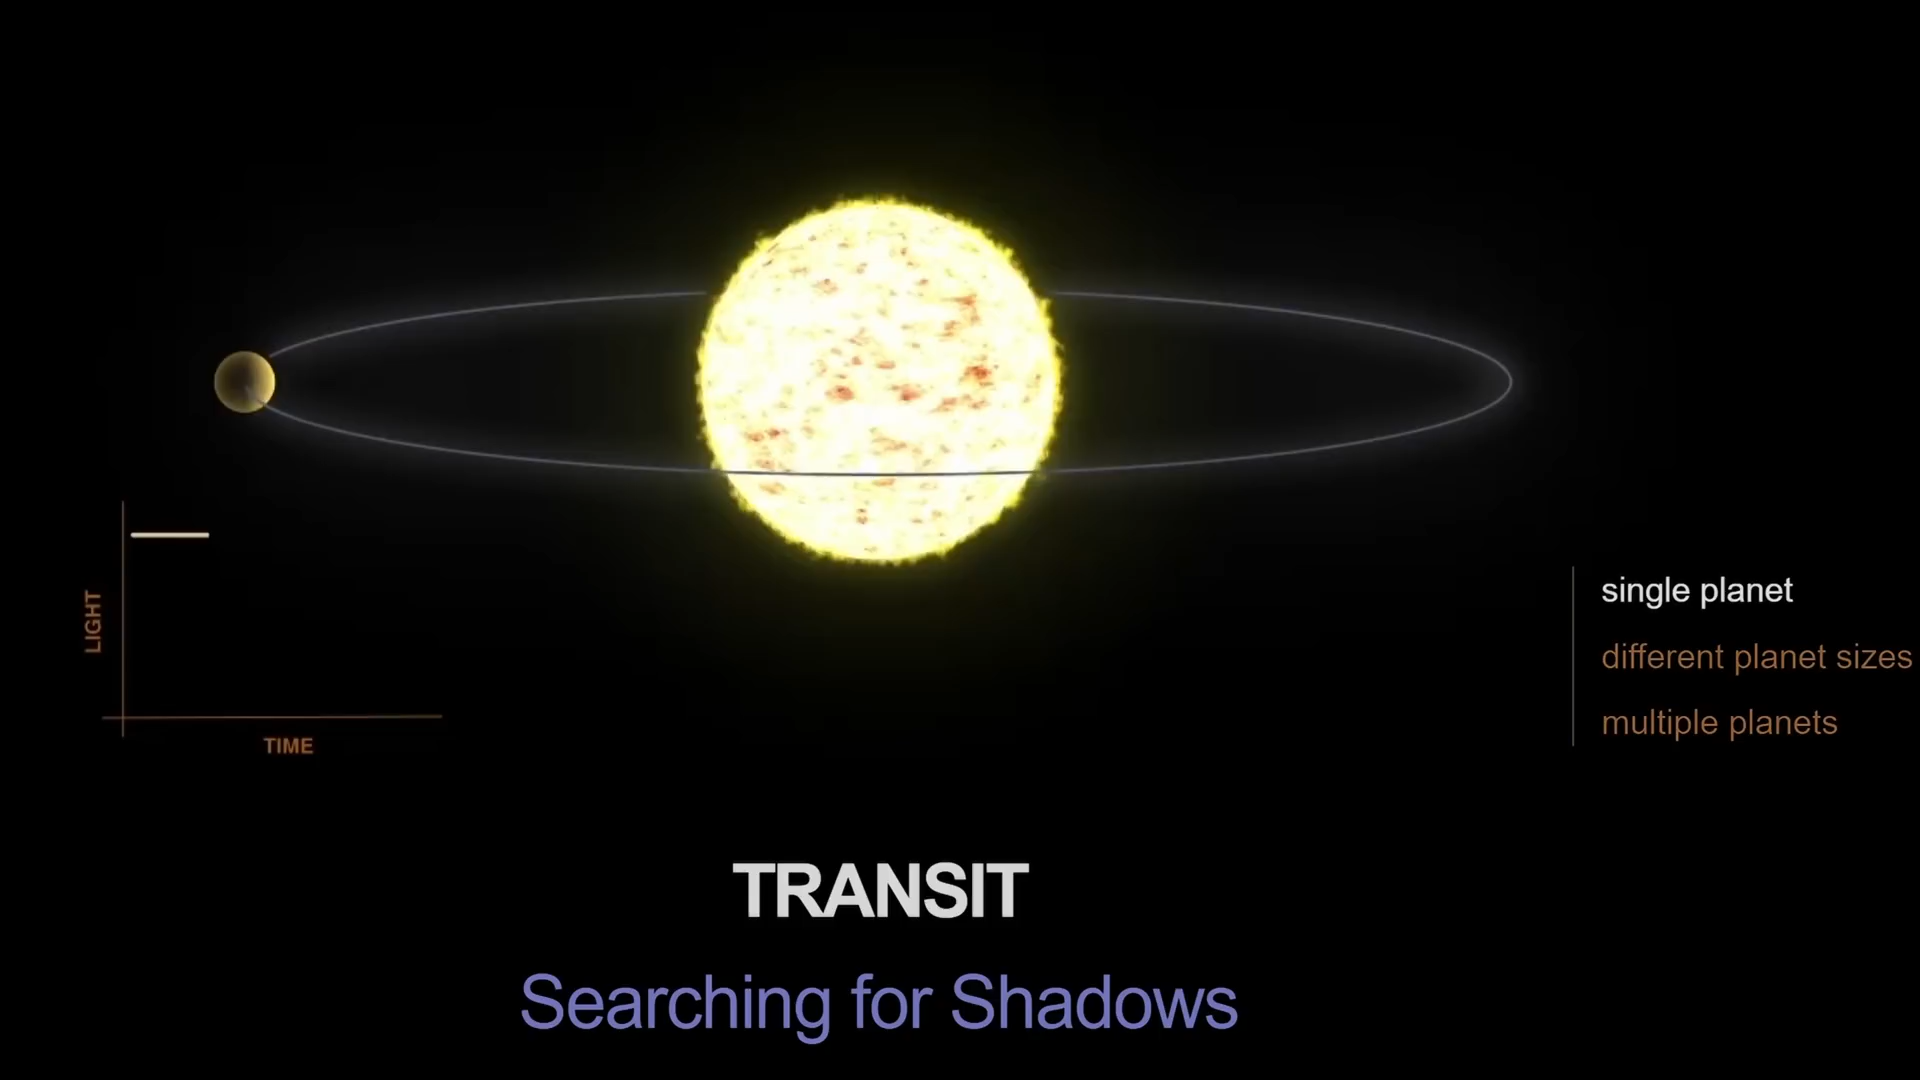 LIGHT
TIME
single planet
different planet sizes
multiple planets
TRANSIT
Searching for Shadows